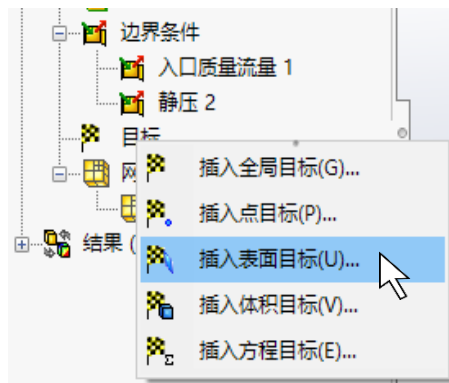 边界条件
入口质量流量 1
静压 2
目标
插入全局目标(G)...
插入点目标(P)...
结果 (
插入表面目标(U)...
插入体积目标(V)...
插入方程目标(E)...